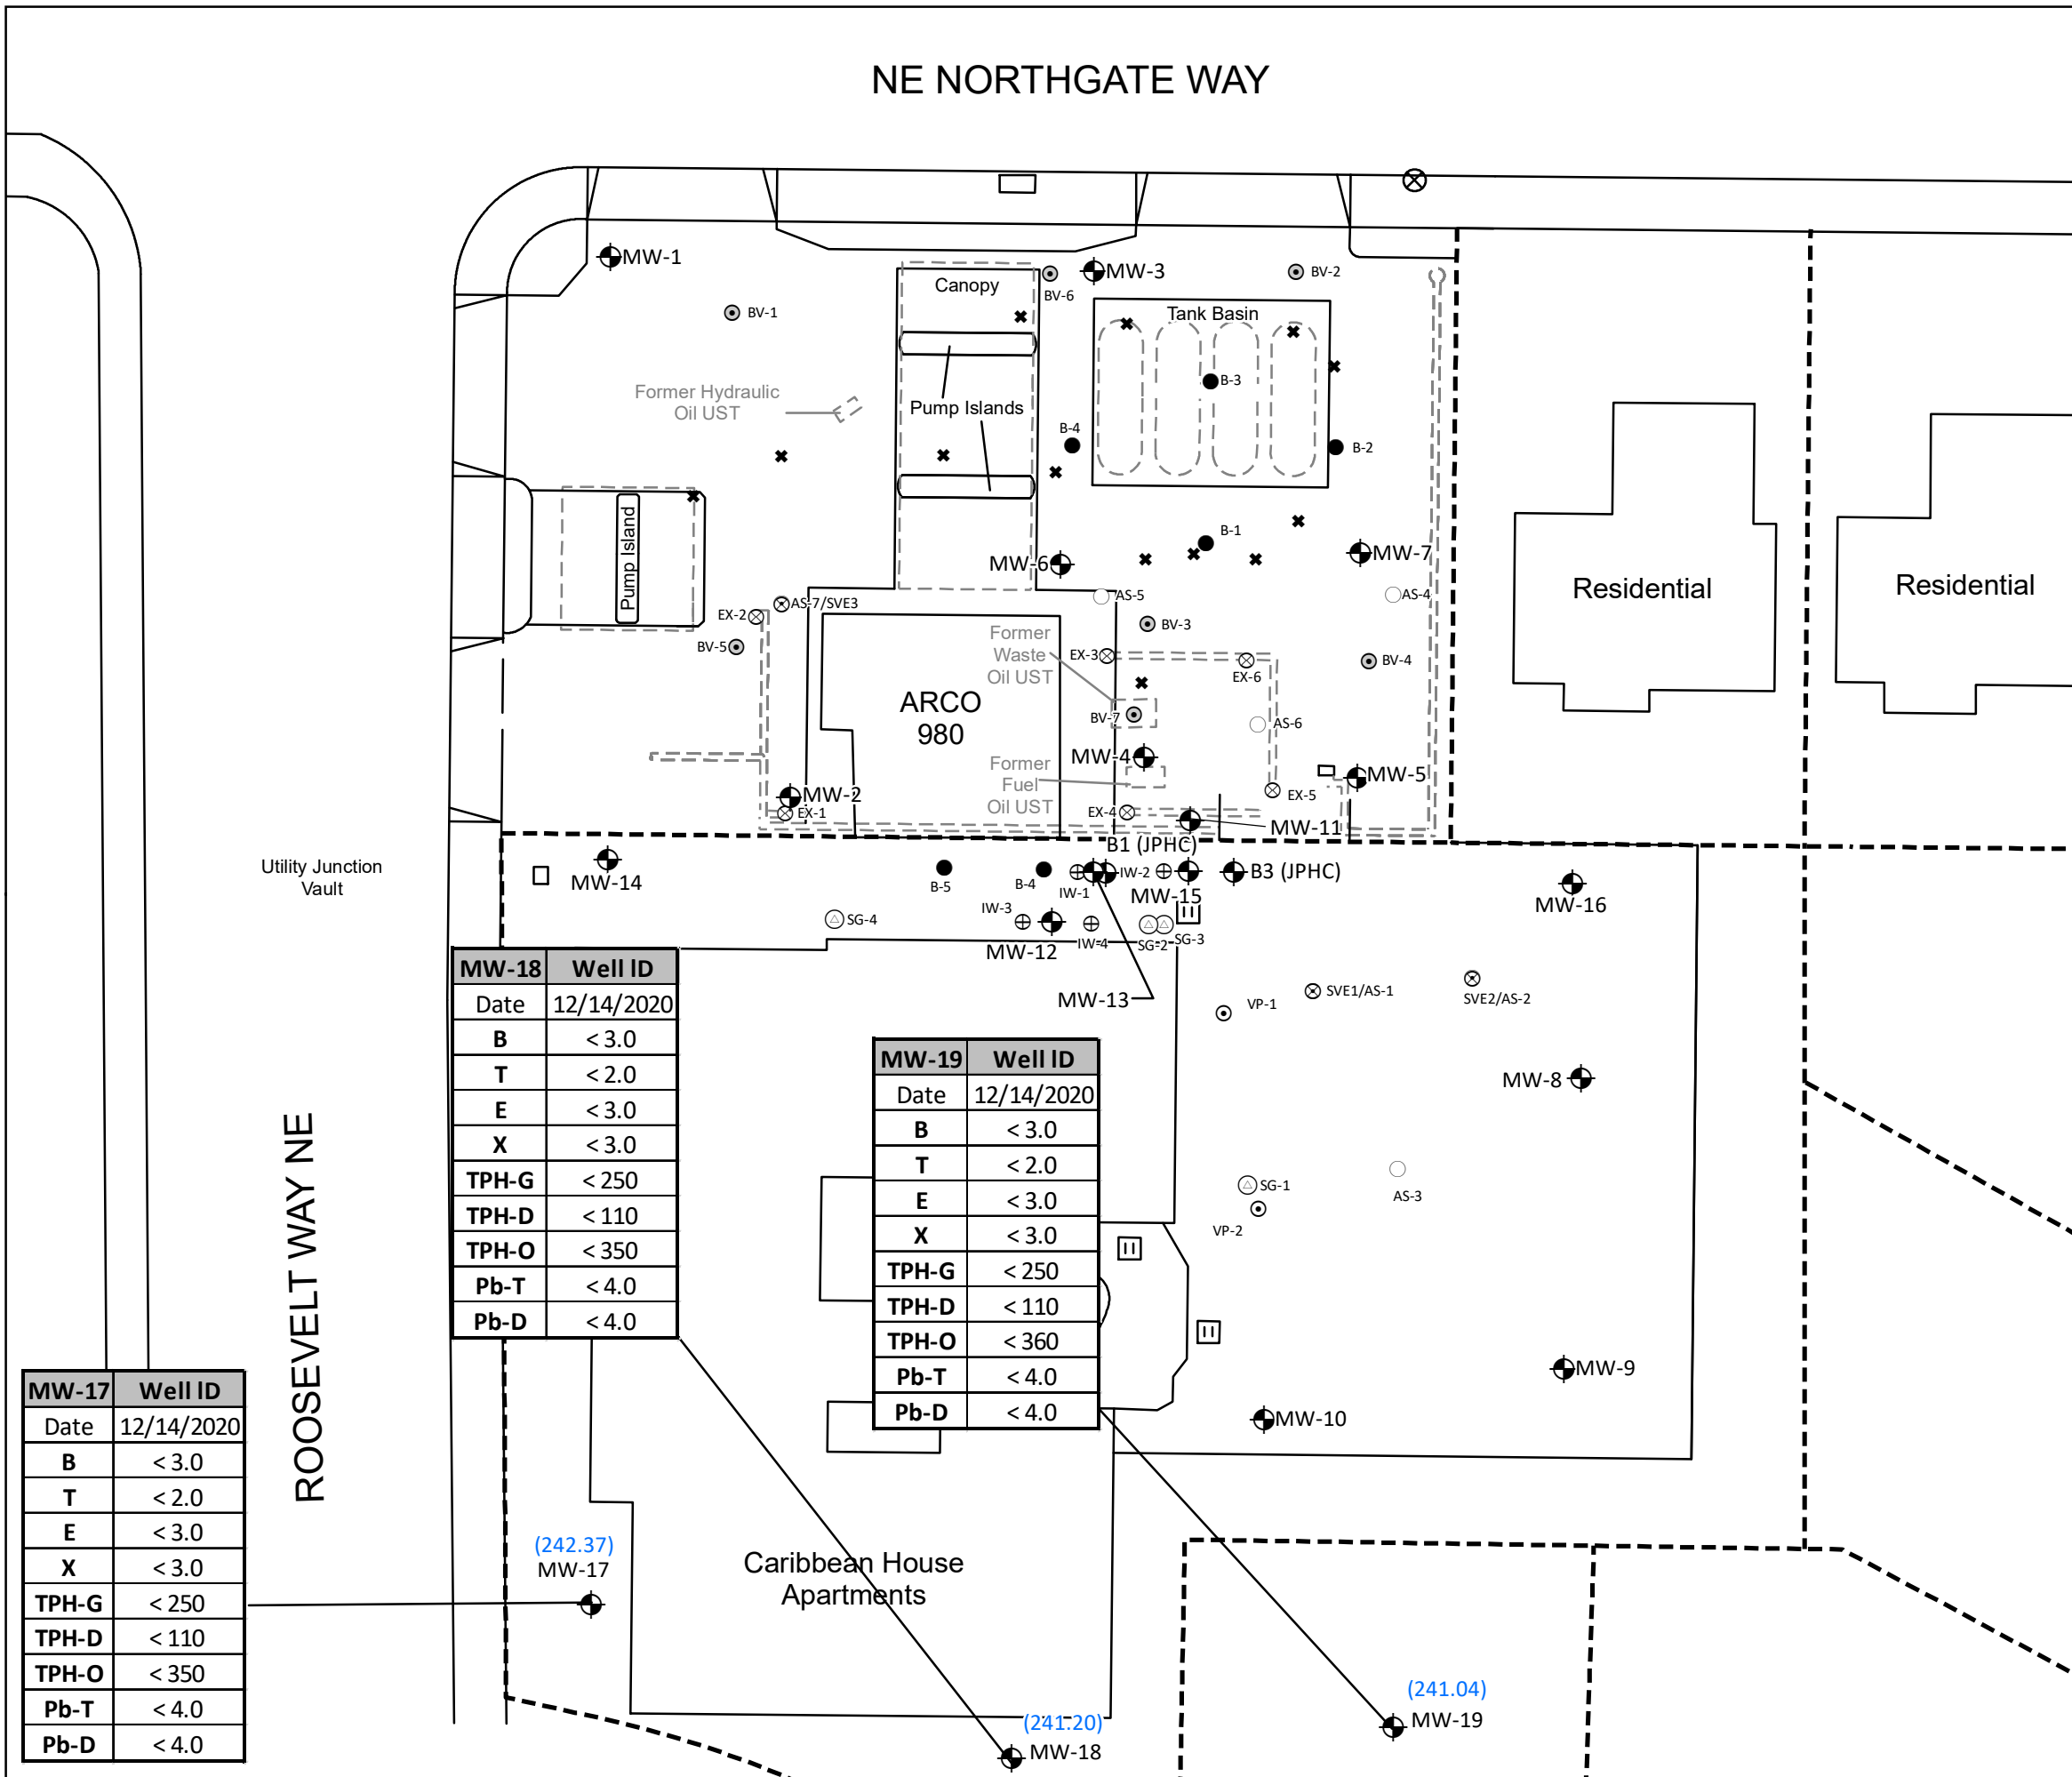 NE NORTHGATE WAY
MW-1
MW-3
BV-2
Canopy
BV-6
BV-1
Tank Basin
Former Hydraulic
Oil UST
B-3
Pump Islands
B-4
B-2
Pump Island
B-1
MW-6
MW-7
Residential
Residential
AS-7/SVE3
AS-5
AS-4
EX-2
BV-3
BV-5
Former
Waste
Oil UST
EX-3
EX-6
BV-4
ARCO
980
BV-7
AS-6
MW-4
Former
Fuel
Oil UST
MW-5
MW-2
EX-1
EX-5
EX-4
MW-11
B1 (JPHC)
Utility Junction
Vault
MW-14
B-5
B-4
IW-1
IW-2
MW-15
B3 (JPHC)
MW-16
SG-4
IW-3
MW-12
IW-4
SG-2
SG-3
MW-13
VP-1
SVE1/AS-1
SVE2/AS-2
MW-18 Well ID
Date 12/14/2020
B < 3.0
T < 2.0
E < 3.0
X < 3.0
TPH-G < 250
TPH-D < 110
TPH-O < 350
Pb-T < 4.0
Pb-D < 4.0
MW-19 Well ID
Date 12/14/2020
B < 3.0
T < 2.0
E < 3.0
X < 3.0
TPH-G < 250
TPH-D < 110
TPH-O < 360
Pb-T < 4.0
Pb-D < 4.0
MW-8
SG-1
AS-3
VP-2
MW-9
MW-10
ROOSEVELT WAY NE
MW-17 Well ID
Date 12/14/2020
B < 3.0
T < 2.0
E < 3.0
X < 3.0
TPH-G < 250
TPH-D < 110
TPH-O < 350
Pb-T < 4.0
Pb-D < 4.0
(242.37)
MW-17
Caribbean House
Apartments
(241.20)
MW-18
(241.04)
MW-19